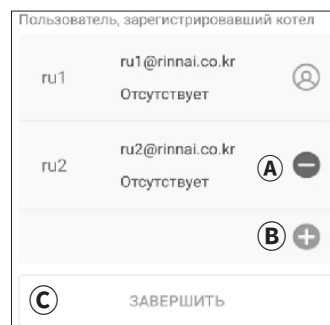 Пользователь, зарегистрировавший котел
ru1
ru1@rinnai.co.kr
Отсутствует
ru2
ru2@rinnai.co.kr
Отсутствует
A
B
C
ЗАВЕРШИТЬ